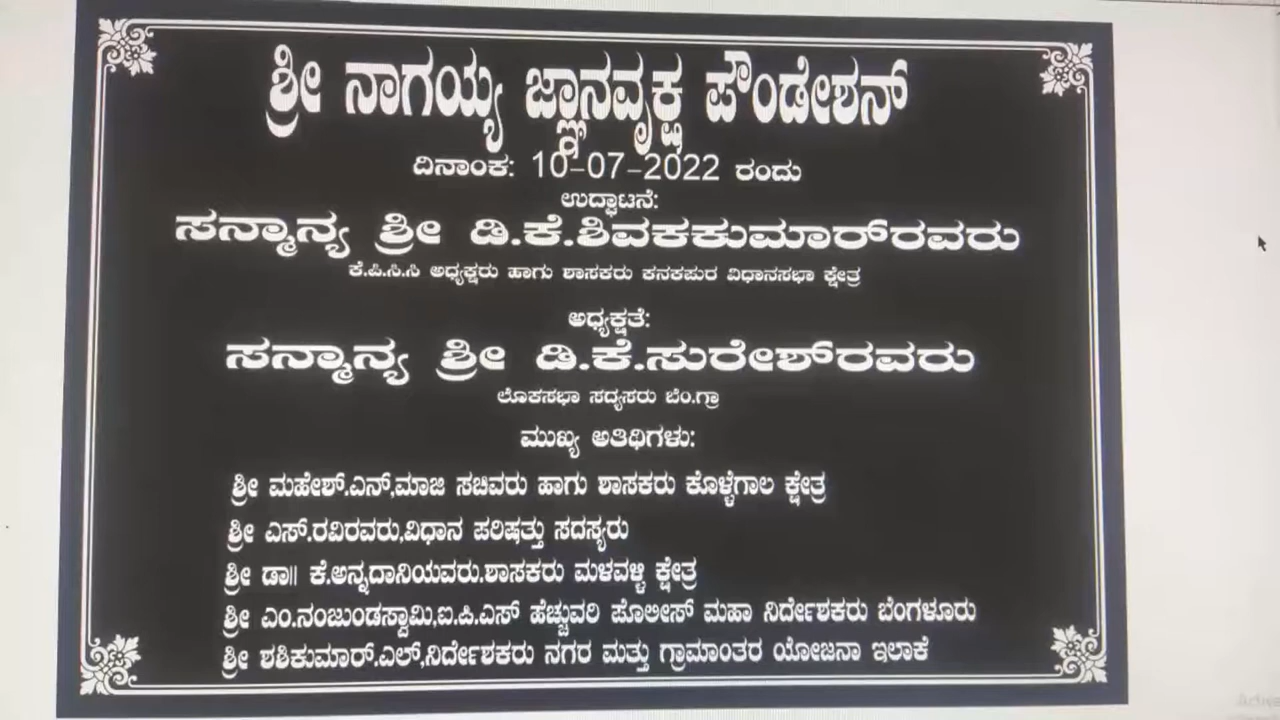 ಶ್ರೀ ನಾಗಯ್ಯ ಜ್ಞಾನವೃಕ್ಷ ಪೌಂಡೇಶನ್
ದಿನಾಂಕ: 10-07-2022 ರಂದು
ಉದ್ಘಾಟನೆ:
ಸನ್ಮಾನ್ಯ ಶ್ರೀ ಡಿ.ಕೆ.ಶಿವಕಕುಮಾರ್‌ರವರು
ಕೆ.ಪಿ.ಸಿ.ಸಿ ಅಧ್ಯಕ್ಷರು ಹಾಗು ಶಾಸಕರು ಕನಕಪುರ ವಿಧಾನಸಭಾ ಕ್ಷೇತ್ರ
ಅಧ್ಯಕ್ಷತೆ:
ಸನ್ಮಾನ್ಯ ಶ್ರೀ ಡಿ.ಕೆ.ಸುರೇಶ್‌ರವರು
ಲೊಕಸಭಾ ಸದ್ಯಸರು ಬೆಂ.ಗ್ರಾ
ಮುಖ್ಯ ಅತಿಥಿಗಳು:
ಶ್ರೀ ಮಹೇಶ್.ಎನ್,ಮಾಜಿ ಸಚಿವರು ಹಾಗು ಶಾಸಕರು ಕೊಳ್ಳೆಗಾಲ ಕ್ಷೇತ್ರ
ಶ್ರೀ ಎಸ್.ರವಿರವರು,ವಿಧಾನ ಪರಿಷತ್ತು ಸದಸ್ಯರು
ಶ್ರೀ ಡಾ|| ಕೆ.ಅನ್ನದಾನಿಯವರು.ಶಾಸಕರು ಮಳವಳ್ಳಿ ಕ್ಷೇತ್ರ
ಶ್ರೀ ಎಂ.ನಂಜುಂಡಸ್ವಾಮಿ,ಐ.ಪಿ.ಎಸ್ ಹೆಚ್ಚುವರಿ ಪೊಲೀಸ್ ಮಹಾ ನಿರ್ದೇಶಕರು ಬೆಂಗಳೂರು
ಶ್ರೀ ಶಶಿಕುಮಾರ್.ಎಲ್,ನಿರ್ದೇಶಕರು ನಗರ ಮತ್ತು ಗ್ರಾಮಾಂತರ ಯೋಜನಾ ಇಲಾಕೆ